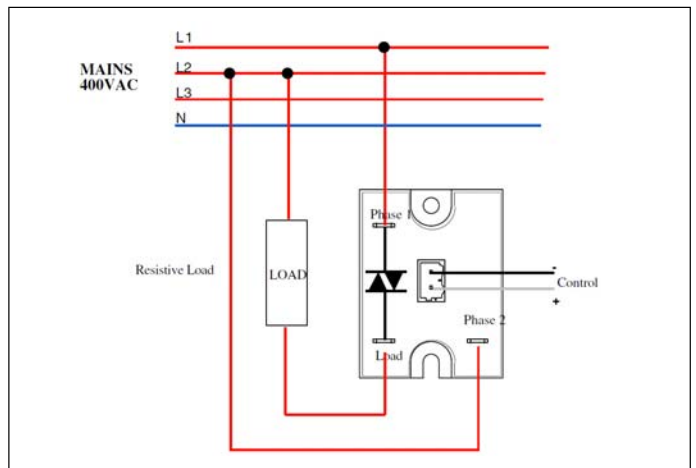 L1
MAINS
400VAC
L2
L3
N
Phase 1
Resistive Load
LOAD
-
Control
+
Phase 2
Load